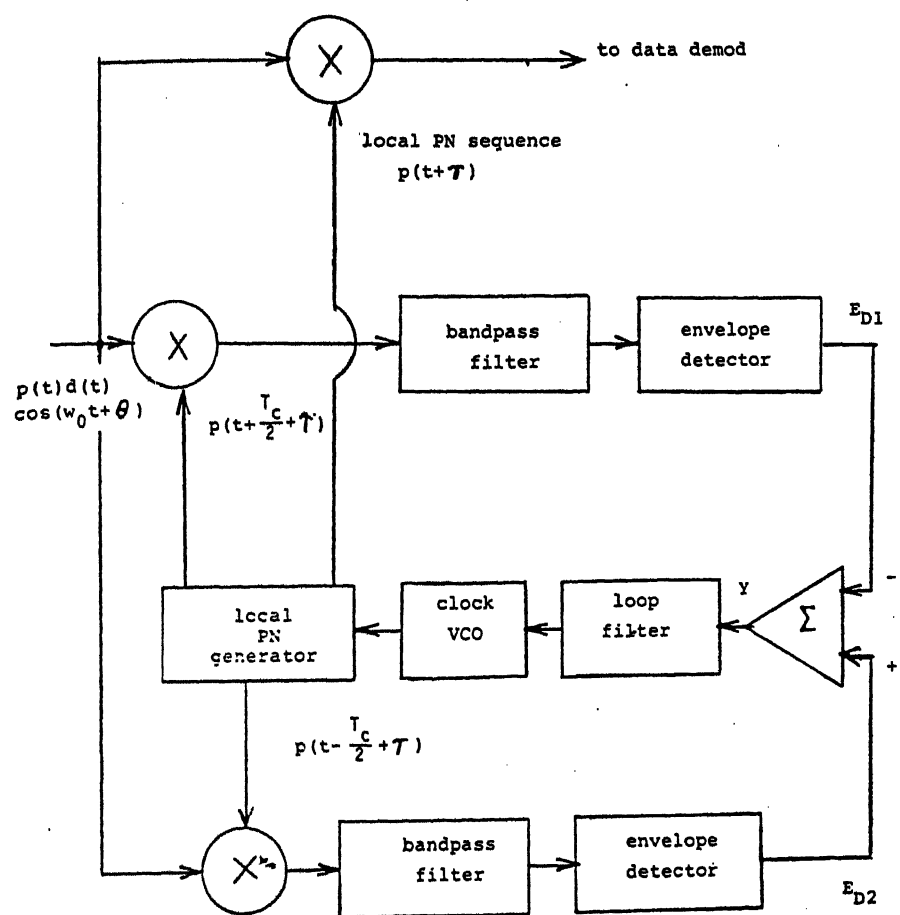 to data demod
local PN sequence
p(t+τ)
bandpass
filter
envelope
detector
E_D1
p(t)d(t)
cos(w_0t+θ)
p(t+T_c/2+τ)
local
PN
generator
clock
VCO
loop
filter
Y
Σ
-
+
p(t-T_c/2+τ)
bandpass
filter
envelope
detector
E_D2